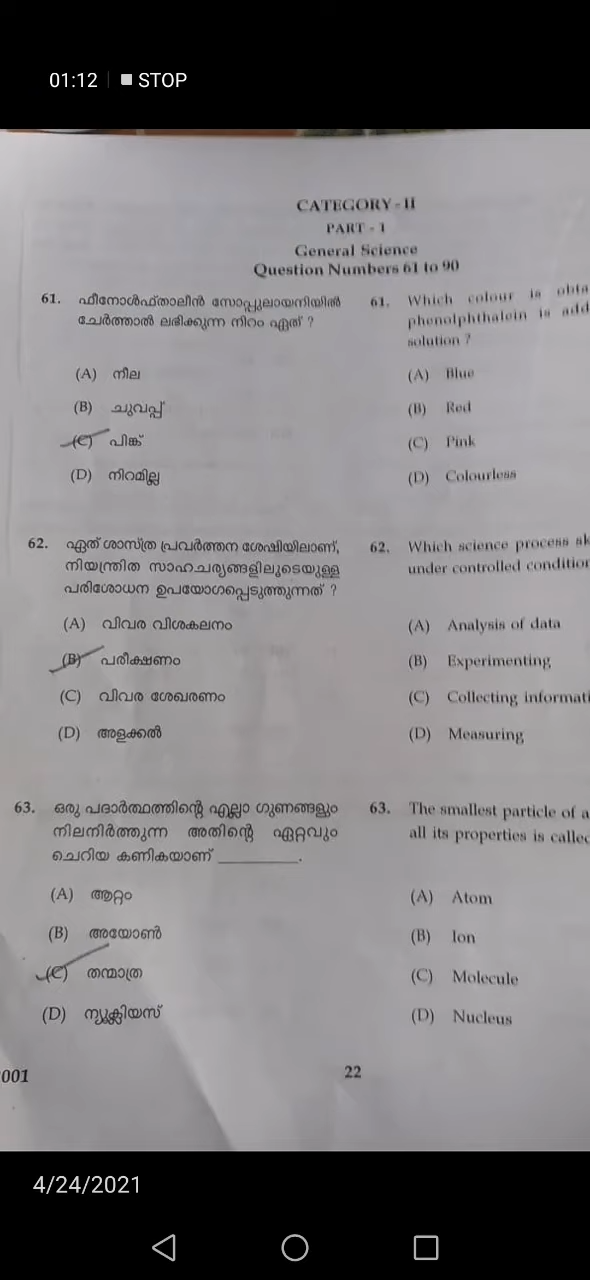 01:12 STOP
CATEGORY - II
PART - I
General Science
Question Numbers 61 to 90
61. ഫീനോൾഫ്താലീൻ സോപ്പുലായനിയിൽ
ചേർത്താൽ ലഭിക്കുന്ന നിറം ഏത് ?
(A) നീല
(B) ചുവപ്പ്
(C) പിങ്ക്
(D) നിറമില്ല
62. ഏത് ശാസ്ത്ര പ്രവർത്തന ശേഷിയിലാണ്,
നിയന്ത്രിത സാഹചര്യങ്ങളിലൂടെയുള്ള
പരിശോധന ഉപയോഗപ്പെടുത്തുന്നത് ?
(A) വിവര വിശകലനം
(B) പരീക്ഷണം
(C) വിവര ശേഖരണം
(D) അളക്കൽ
63. ഒരു പദാർത്ഥത്തിന്റെ എല്ലാ ഗുണങ്ങളും
നിലനിർത്തുന്ന അതിന്റെ ഏറ്റവും
ചെറിയ കണികയാണ് ________.
(A) ആറ്റം
(B) അയോൺ
(C) തന്മാത്ര
(D) ന്യൂക്ലിയസ്
61. Which colour is obta
phenolphthalein is add
solution ?
(A) Blue
(B) Red
(C) Pink
(D) Colourless
62. Which science process sk
under controlled condition
(A) Analysis of data
(B) Experimenting
(C) Collecting informati
(D) Measuring
63. The smallest particle of a
all its properties is called
(A) Atom
(B) Ion
(C) Molecule
(D) Nucleus
001
22
4/24/2021